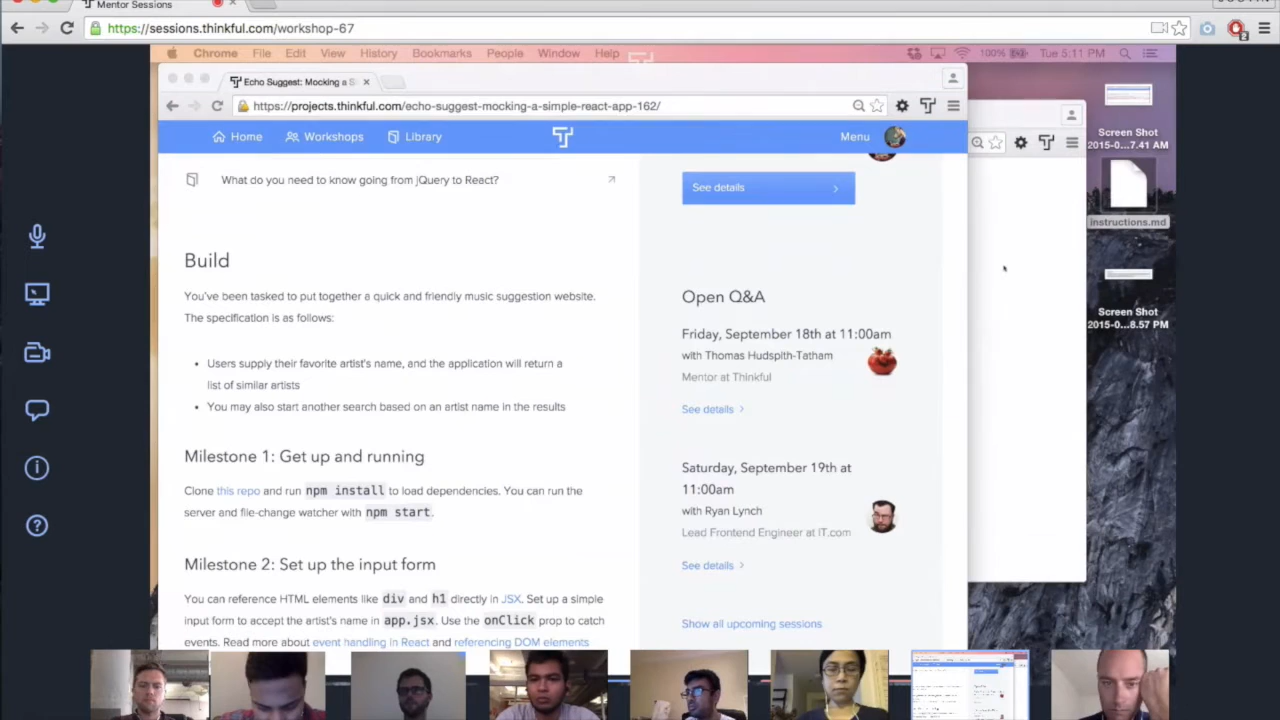 Mentor Sessions
https://sessions.thinkful.com/workshop-67
Chrome File Edit View History Bookmarks People Window Help
100% Tue 5:11 PM
Echo Suggest: Mocking a S
https://projects.thinkful.com/echo-suggest-mocking-a-simple-react-app-162/
Home Workshops Library Menu
What do you need to know going from jQuery to React?
Build
You've been tasked to put together a quick and friendly music suggestion website.
The specification is as follows:
• Users supply their favorite artist's name, and the application will return a
list of similar artists
• You may also start another search based on an artist name in the results
Milestone 1: Get up and running
Clone this repo and run npm install to load dependencies. You can run the
server and file-change watcher with npm start.
Milestone 2: Set up the input form
You can reference HTML elements like div and h1 directly in JSX. Set up a simple
input form to accept the artist's name in app.jsx. Use the onClick prop to catch
events. Read more about event handling in React and referencing DOM elements
See details
Open Q&A
Friday, September 18th at 11:00am
with Thomas Hudspith-Tatham
Mentor at Thinkful
See details
Saturday, September 19th at
11:00am
with Ryan Lynch
Lead Frontend Engineer at IT.com
See details
Show all upcoming sessions
Screen Shot
2015-0...7.41 AM
instructions.md
Screen Shot
2015-0...8.57 PM